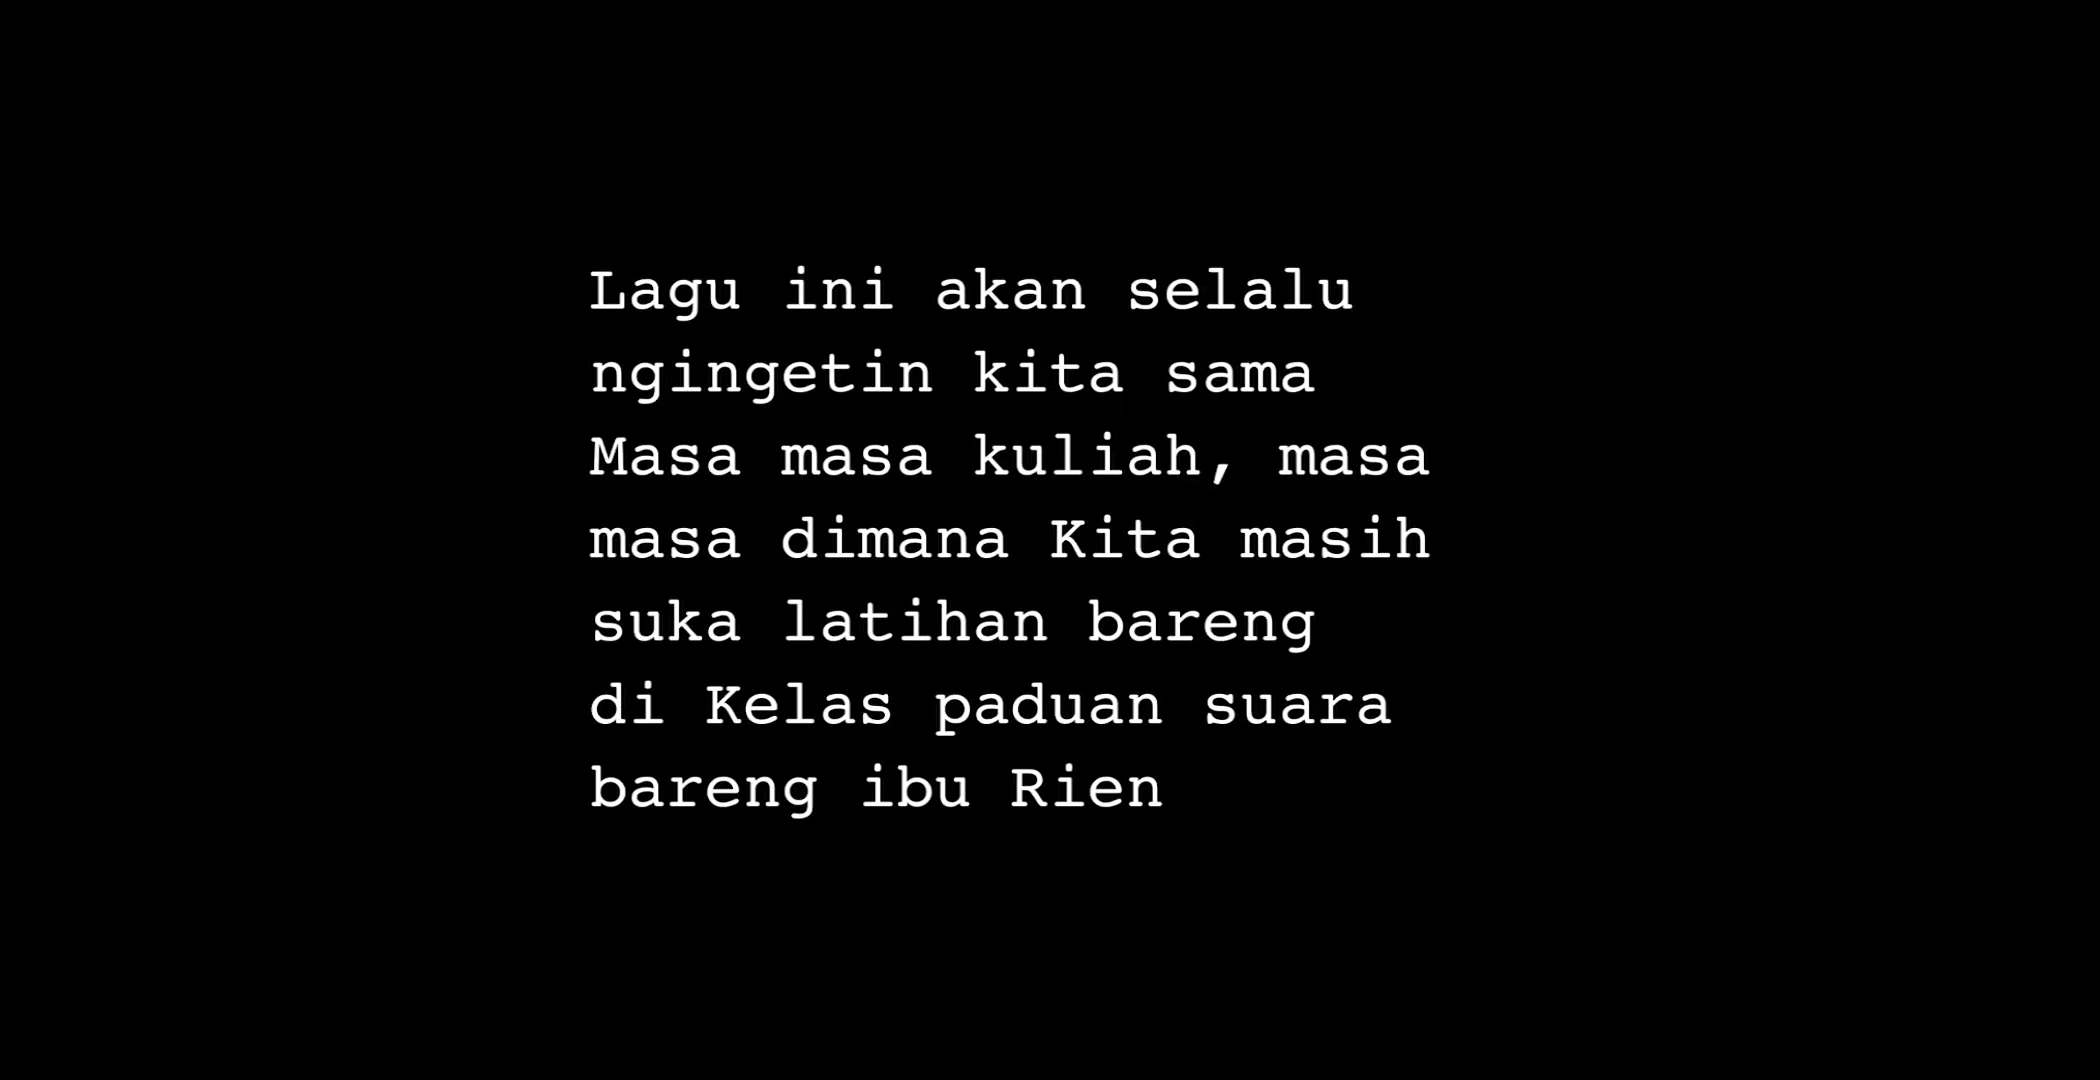 Lagu ini akan selalu
ngingetin kita sama
Masa masa kuliah, masa
masa dimana Kita masih
suka latihan bareng
di Kelas paduan suara
bareng ibu Rien